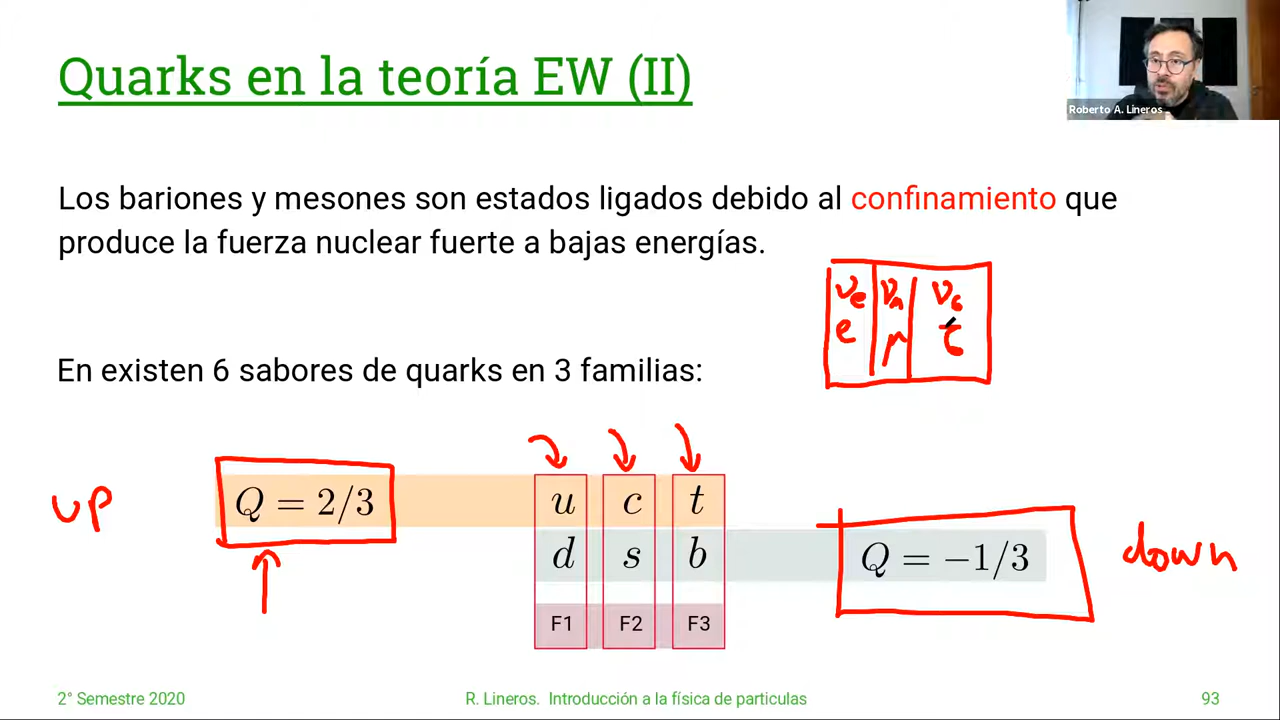 Quarks en la teoría EW (II)
Roberto A. Lineros
Los bariones y mesones son estados ligados debido al confinamiento que
produce la fuerza nuclear fuerte a bajas energías.
νe νμ ντ
e μ τ
En existen 6 sabores de quarks en 3 familias:
up Q = 2/3 u c t
d s b Q = −1/3 down
F1 F2 F3
2° Semestre 2020 R. Lineros. Introducción a la física de particulas 93